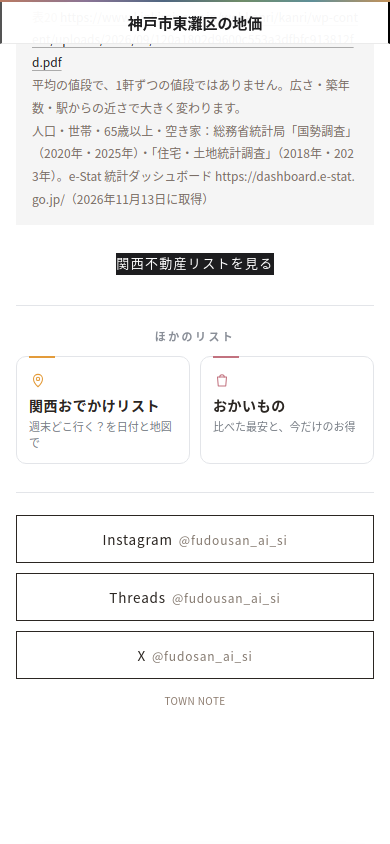 神戸市東灘区の地価
d.pdf
平均の値段で、1軒ずつの値段ではありません。広さ・築年
数・駅からの近さで大きく変わります。
人口・世帯・65歳以上・空き家：総務省統計局「国勢調査」
（2020年・2025年）・「住宅・土地統計調査」（2018年・202
3年）。e-Stat 統計ダッシュボード https://dashboard.e-stat.
go.jp/（2026年11月13日に取得）
関西不動産リストを見る
ほかのリスト
関西おでかけリスト
週末どこ行く？を日付と地図
で
おかいもの
比べた最安と、今だけのお得
Instagram @fudousan_ai_si
Threads @fudousan_ai_si
X @fudosan_ai_si
TOWN NOTE